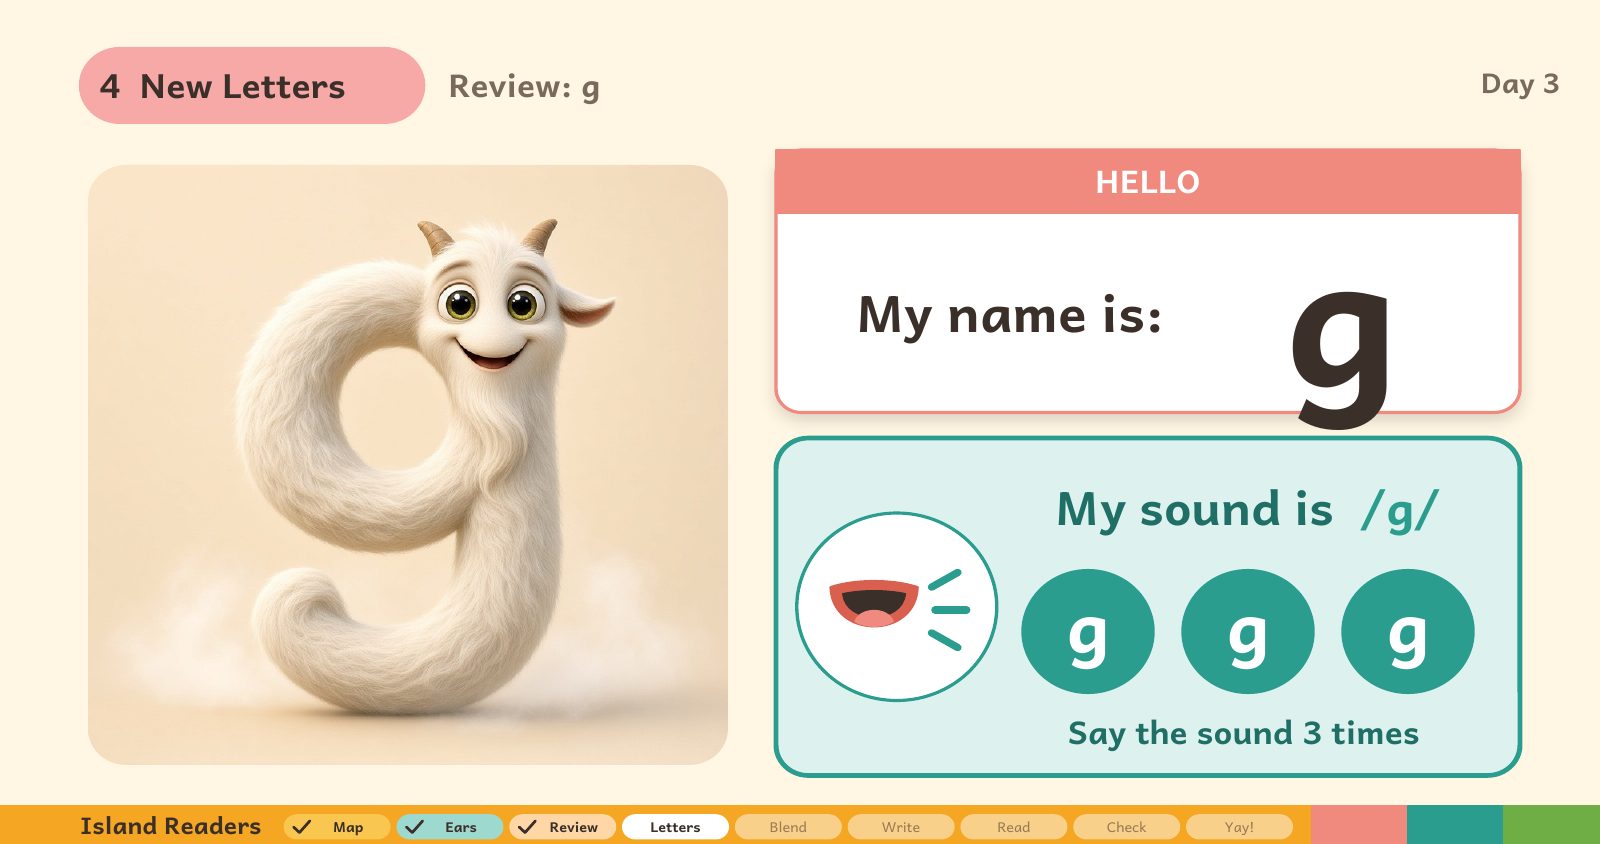 4 New Letters
Review: g
Day 3
HELLO
My name is: g
My sound is /g/
g g g
Say the sound 3 times
Island Readers
Map
Ears
Review
Letters
Blend
Write
Read
Check
Yay!